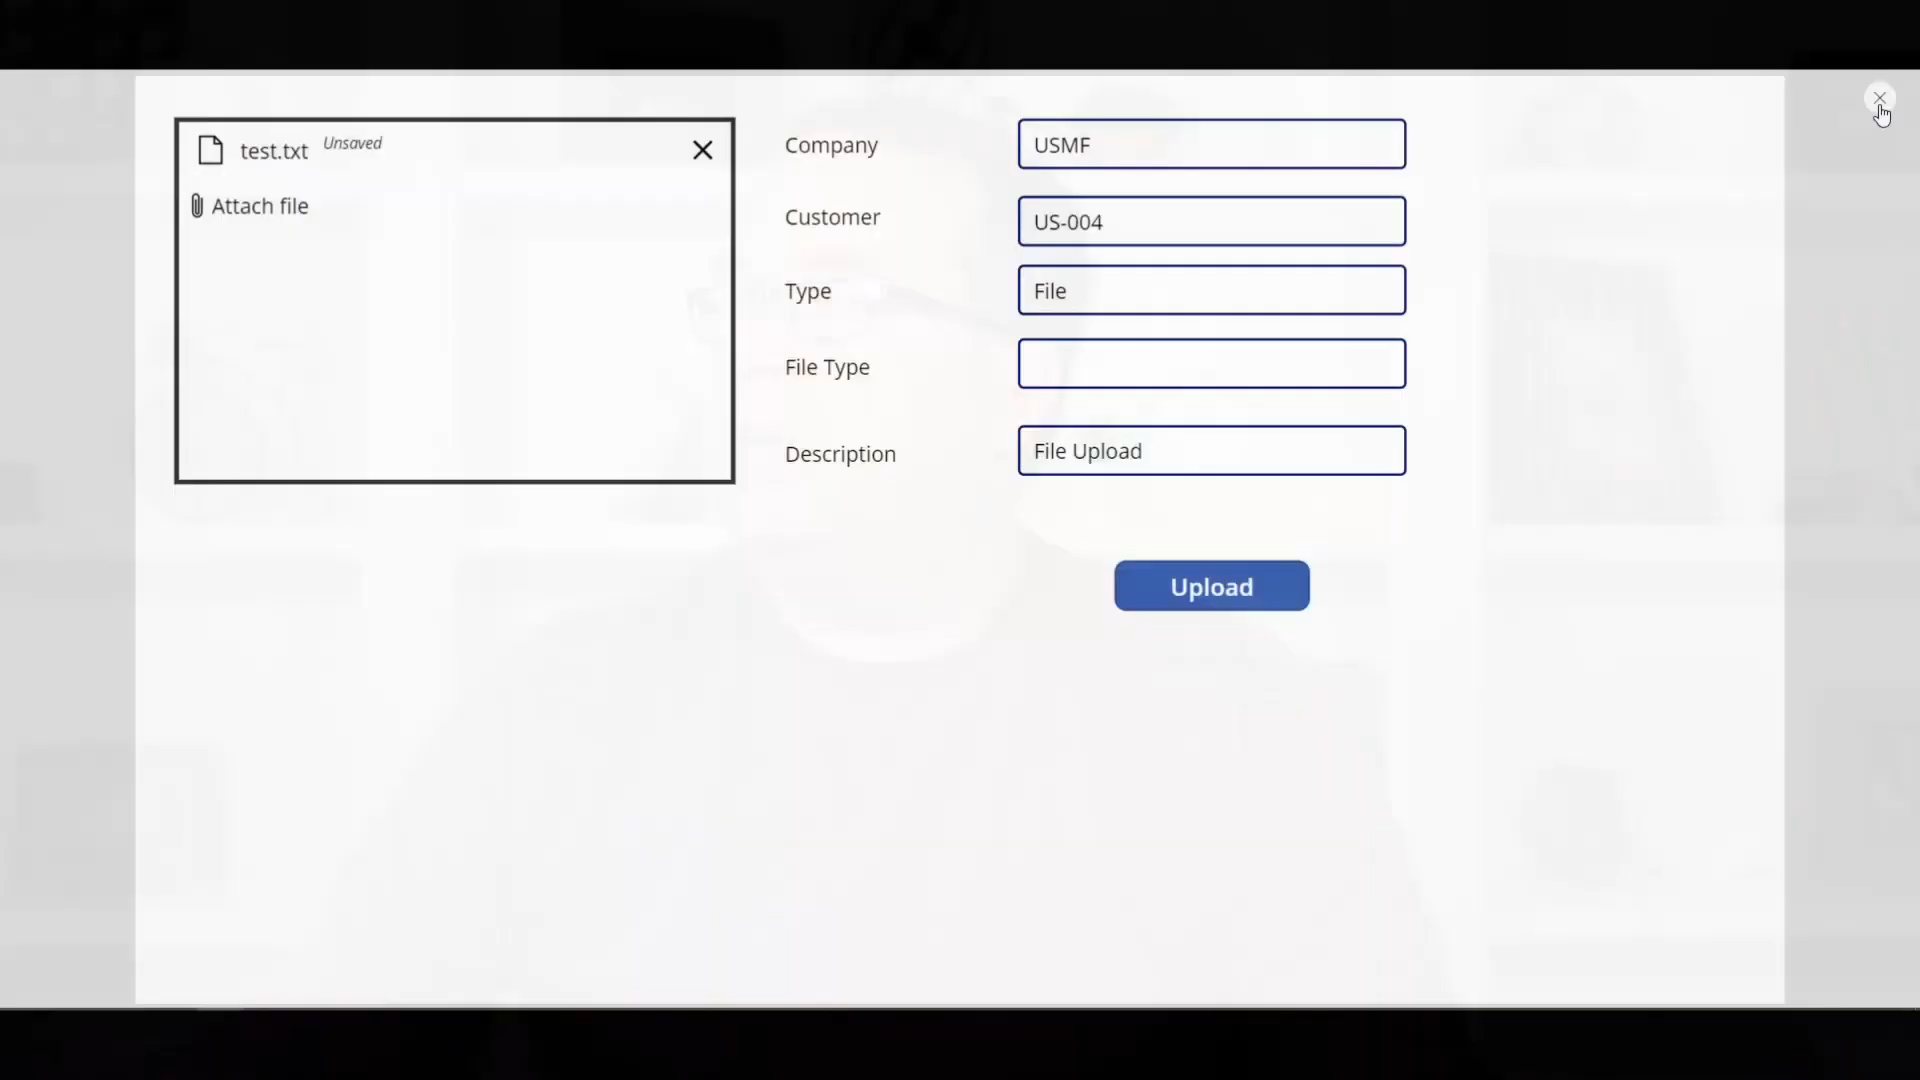 test.txt Unsaved
Attach file
Company USMF
Customer US-004
Type File
File Type
Description File Upload
Upload